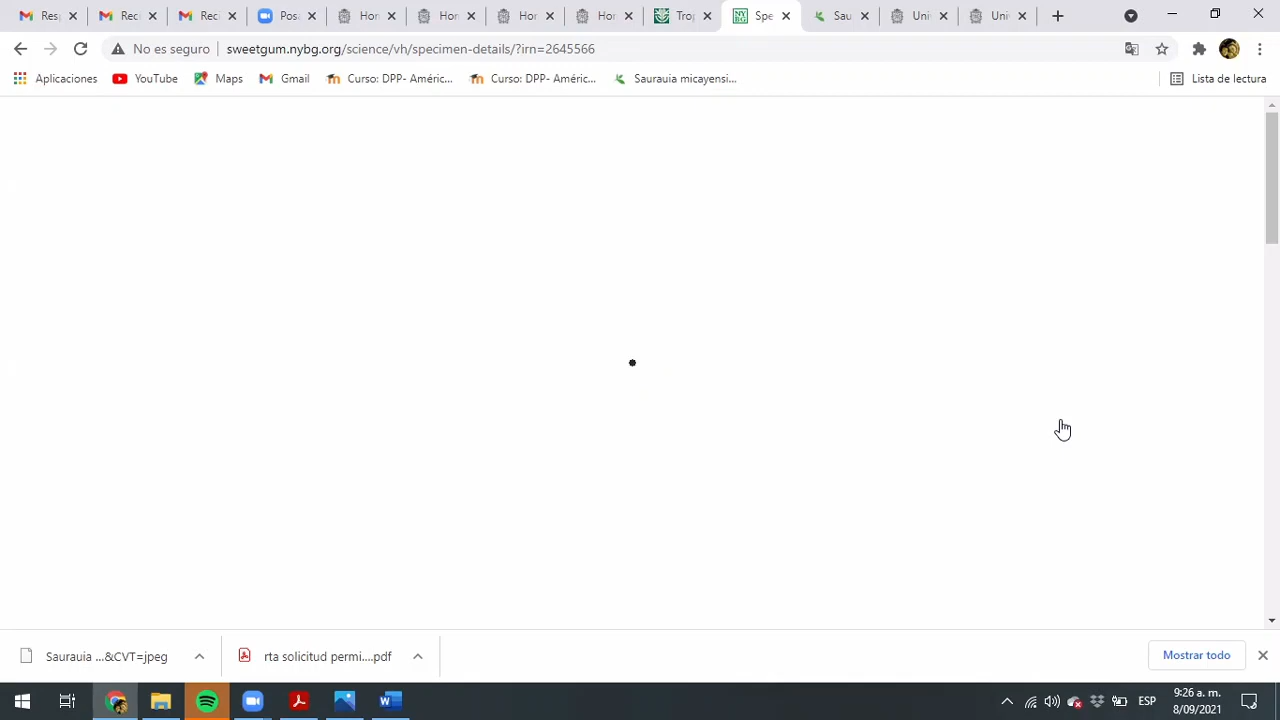 Res
Rec
Rec
Pos
Hor
Hor
Hor
Hor
Trop
Spe
Sau
Uni
Uni
No es seguro
sweetgum.nybg.org/science/vh/specimen-details/?irn=2645566
Aplicaciones
YouTube
Maps
Gmail
Curso: DPP- Améric...
Curso: DPP- Améric...
Saurauia micayensi...
Lista de lectura
Saurauia ...&CVT=jpeg
rta solicitud permi....pdf
Mostrar todo
ESP
9:26 a. m.
8/09/2021